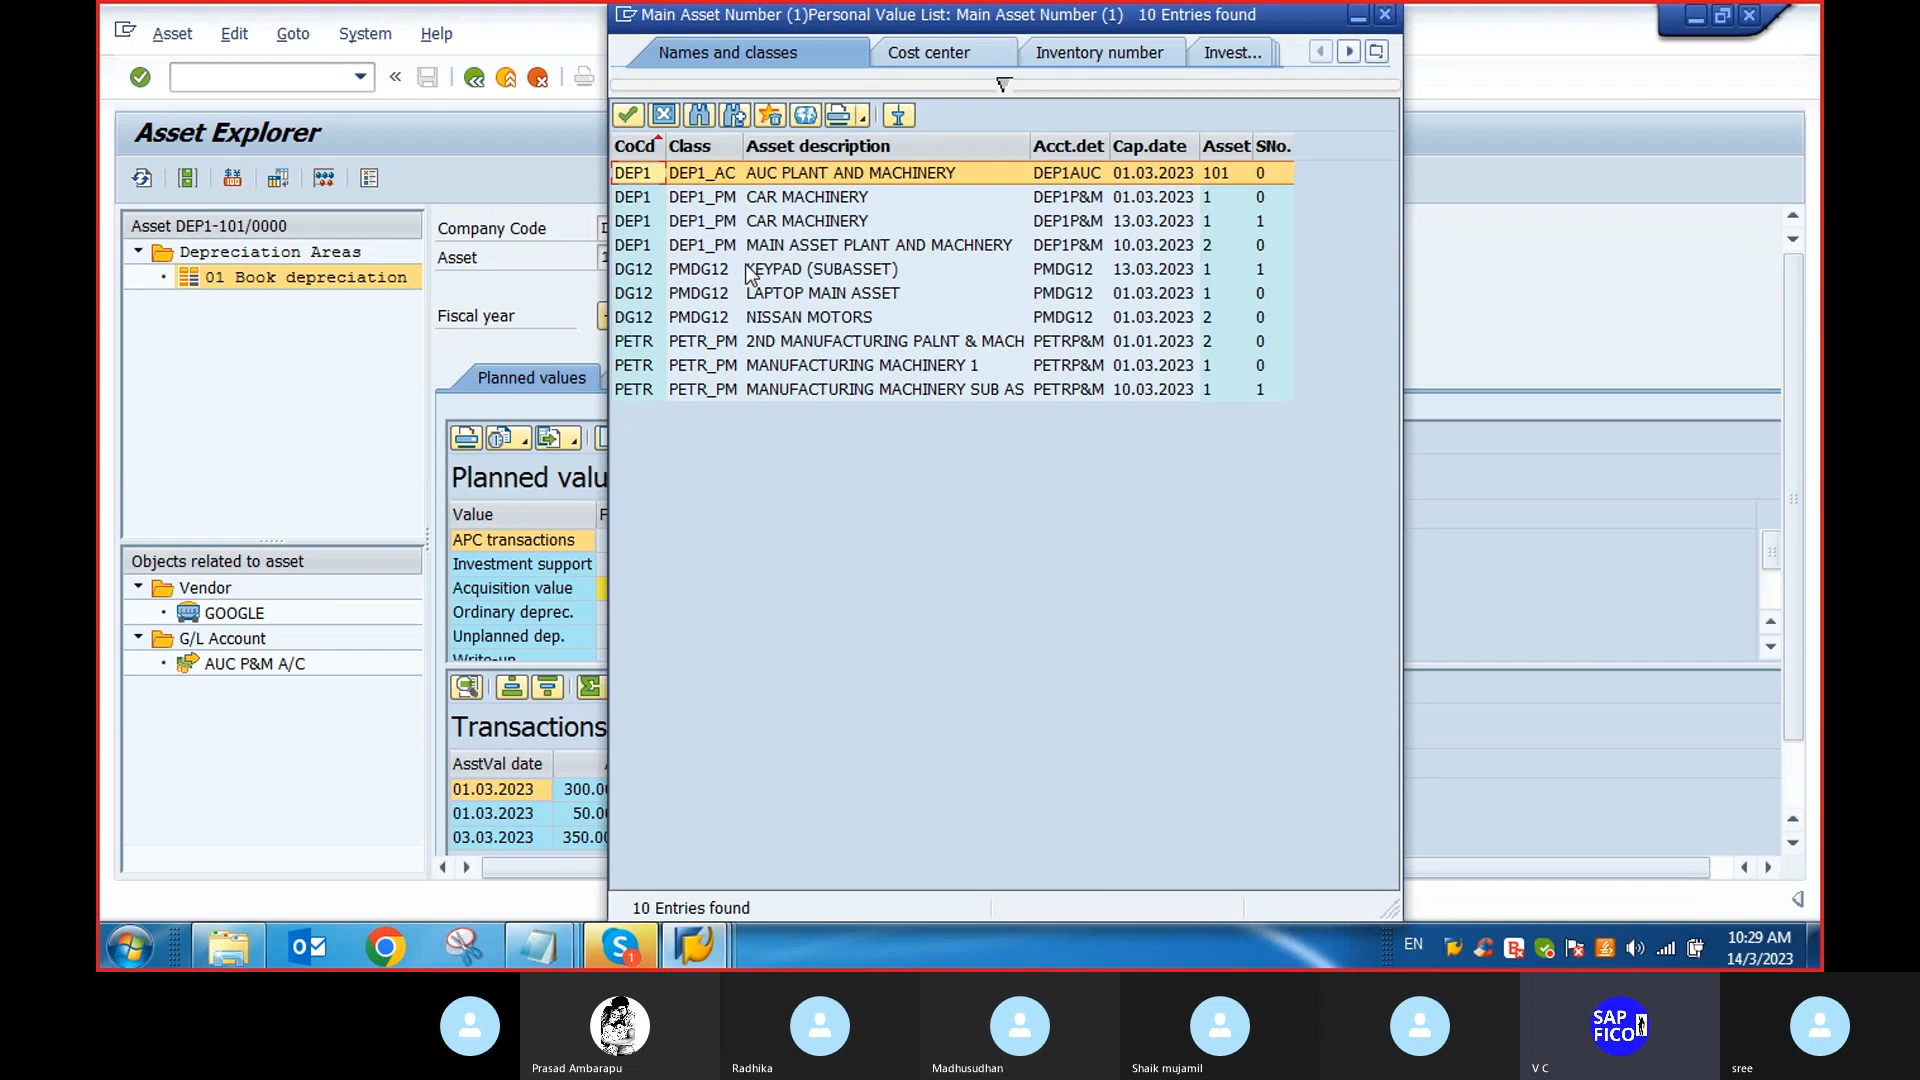 Main Asset Number (1)Personal Value List: Main Asset Number (1) 10 Entries found
Asset Edit Goto System Help
Names and classes Cost center Inventory number Invest...
Asset Explorer
CoCd Class Asset description Acct.det Cap.date Asset SNo.
DEP1 DEP1_AC AUC PLANT AND MACHINERY DEP1AUC 01.03.2023 101 0
DEP1 DEP1_PM CAR MACHINERY DEP1P&M 01.03.2023 1 0
DEP1 DEP1_PM CAR MACHINERY DEP1P&M 13.03.2023 1 1
DEP1 DEP1_PM MAIN ASSET PLANT AND MACHNERY DEP1P&M 10.03.2023 2 0
DG12 PMDG12 KEYPAD (SUBASSET) PMDG12 13.03.2023 1 1
DG12 PMDG12 LAPTOP MAIN ASSET PMDG12 01.03.2023 1 0
DG12 PMDG12 NISSAN MOTORS PMDG12 01.03.2023 2 0
PETR PETR_PM 2ND MANUFACTURING PALNT & MACH PETRP&M 01.01.2023 2 0
PETR PETR_PM MANUFACTURING MACHINERY 1 PETRP&M 01.03.2023 1 0
PETR PETR_PM MANUFACTURING MACHINERY SUB AS PETRP&M 10.03.2023 1 1
10 Entries found
Asset DEP1-101/0000
Depreciation Areas
01 Book depreciation
Company Code
Asset
Fiscal year
Planned values
Planned valu
Value
APC transactions
Investment support
Acquisition value
Ordinary deprec.
Unplanned dep.
Write-up
Objects related to asset
Vendor
GOOGLE
G/L Account
AUC P&M A/C
Transactions
AsstVal date
01.03.2023 300.0
01.03.2023 50.0
03.03.2023 350.0
EN
10:29 AM
14/3/2023
1
SAP
FICO
Prasad Ambarapu Radhika Madhusudhan Shaik mujamil V C sree